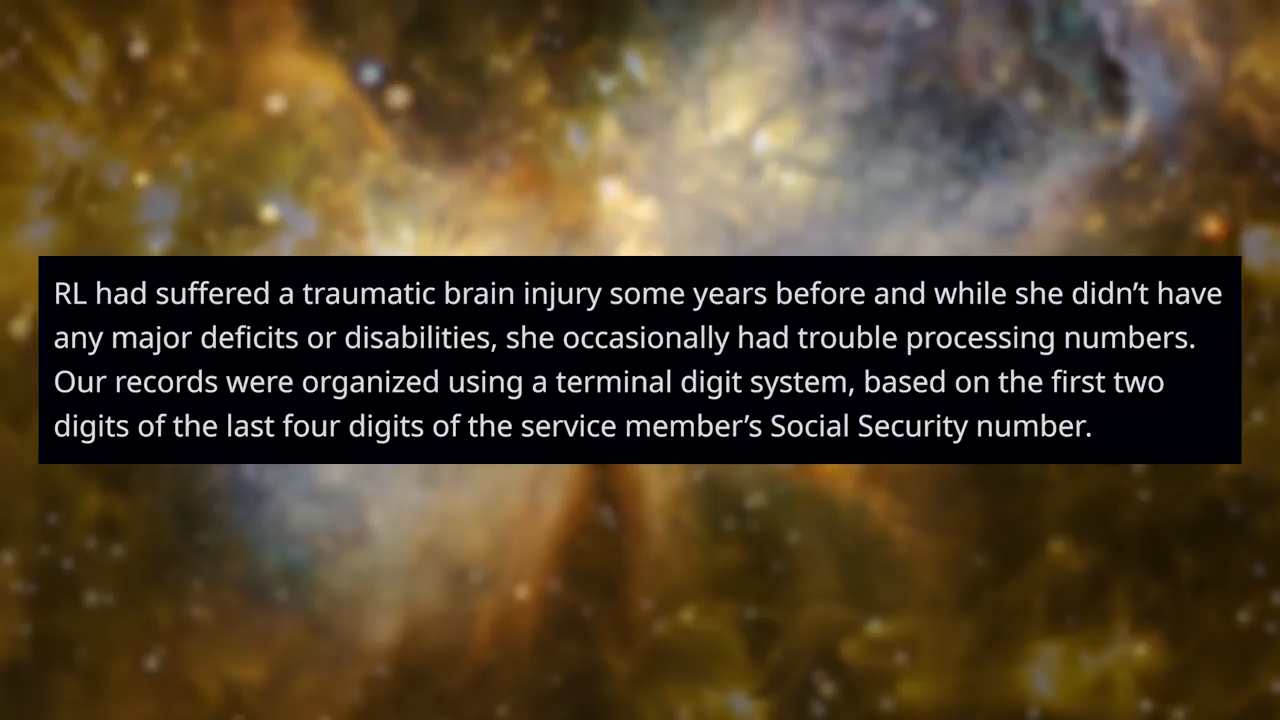 RL had suffered a traumatic brain injury some years before and while she didn’t have
any major deficits or disabilities, she occasionally had trouble processing numbers.
Our records were organized using a terminal digit system, based on the first two
digits of the last four digits of the service member’s Social Security number.